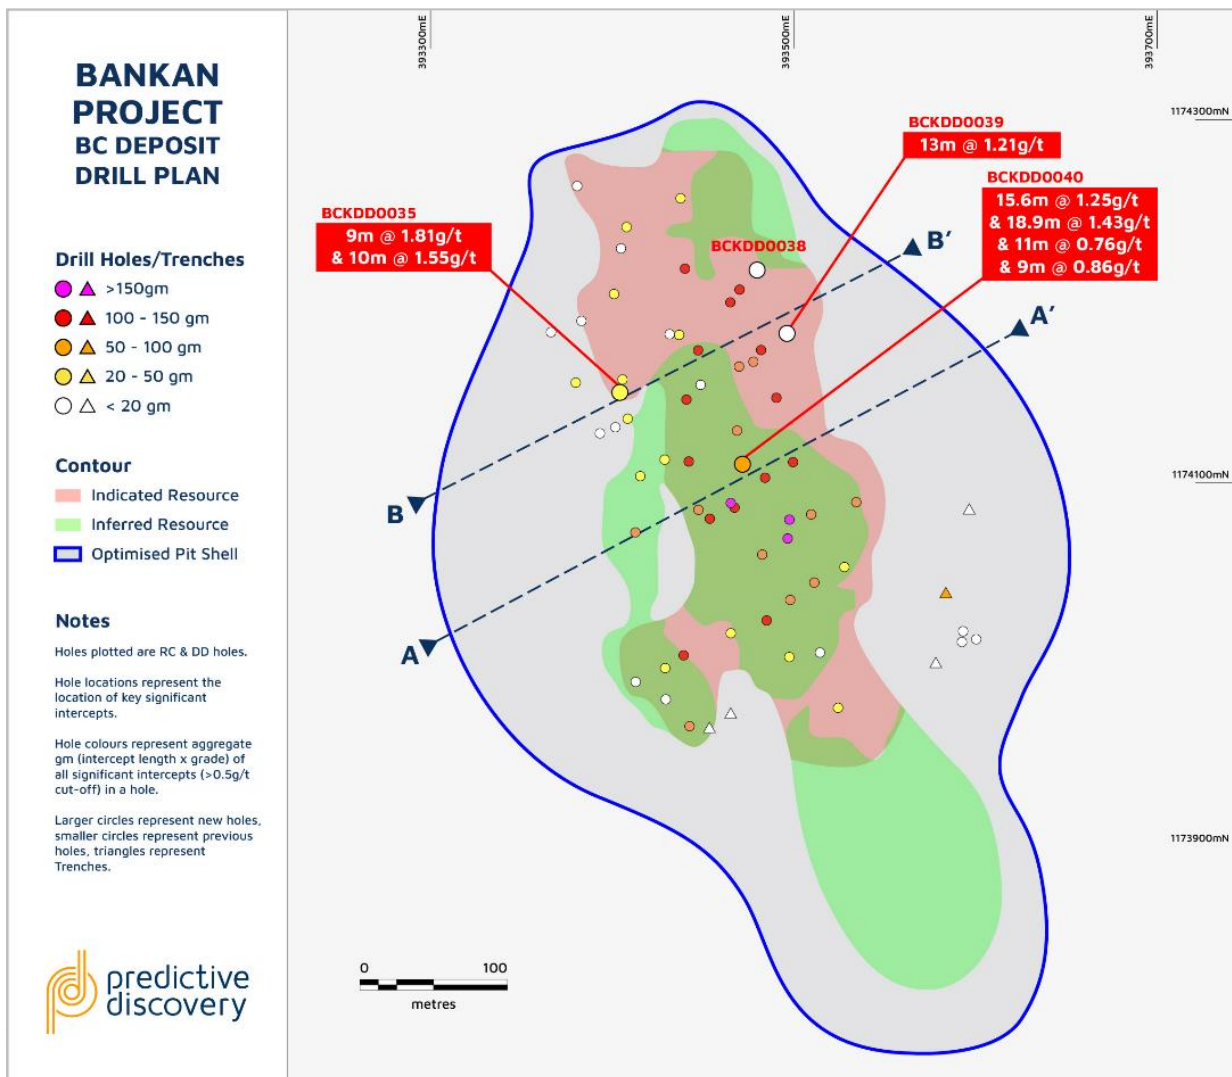 BANKAN
PROJECT
BC DEPOSIT
DRILL PLAN
Drill Holes/Trenches
>150gm
100 - 150 gm
50 - 100 gm
20 - 50 gm
< 20 gm
Contour
Indicated Resource
Inferred Resource
Optimised Pit Shell
Notes
Holes plotted are RC & DD holes.
Hole locations represent the
location of key significant
intercepts.
Hole colours represent aggregate
gm (intercept length x grade) of
all significant intercepts (>0.5g/t
cut-off) in a hole.
Larger circles represent new holes,
smaller circles represent previous
holes, triangles represent
Trenches.
predictive
discovery
393300mE
393500mE
393700mE
1174300mN
1174100mN
1173900mN
BCKDD0039
13m @ 1.21g/t
BCKDD0040
15.6m @ 1.25g/t
& 18.9m @ 1.43g/t
& 11m @ 0.76g/t
& 9m @ 0.86g/t
BCKDD0035
9m @ 1.81g/t
& 10m @ 1.55g/t
BCKDD0038
B'
A'
B
A
0 100
metres